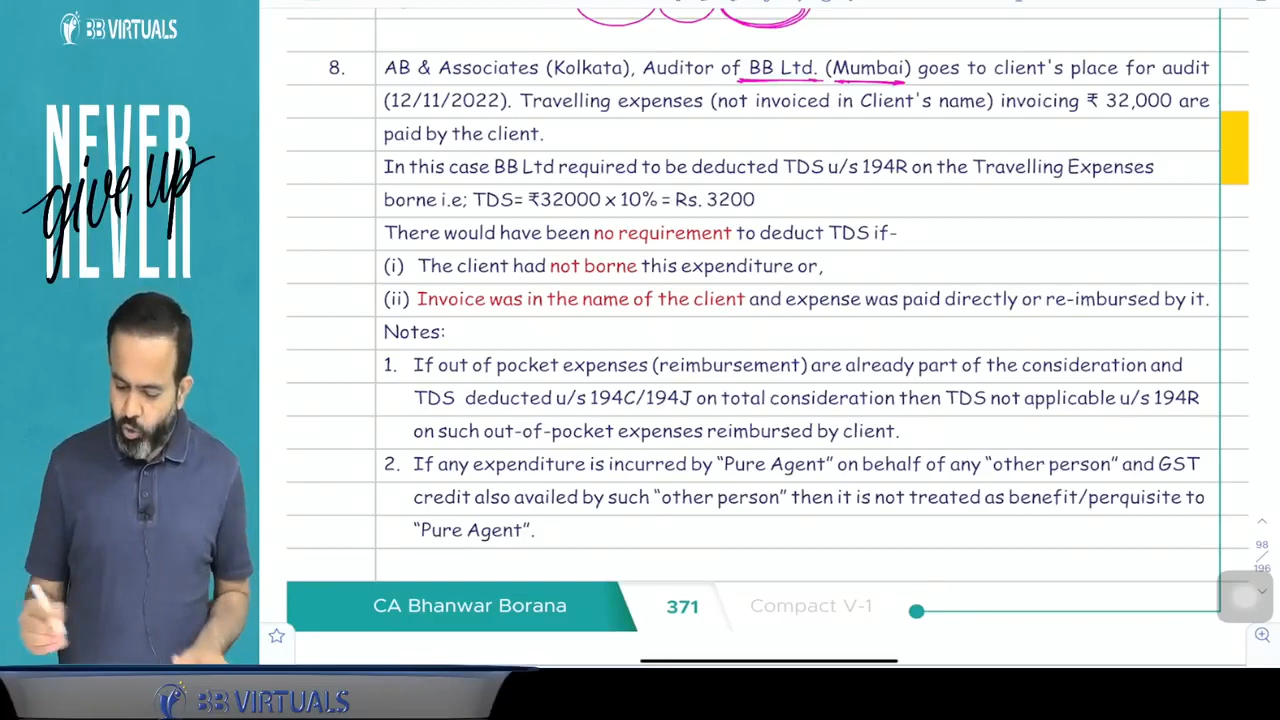 BB VIRTUALS
NEVER
give up
NEVER
8. AB & Associates (Kolkata), Auditor of BB Ltd. (Mumbai) goes to client's place for audit
(12/11/2022). Travelling expenses (not invoiced in Client's name) invoicing ₹ 32,000 are
paid by the client.
In this case BB Ltd required to be deducted TDS u/s 194R on the Travelling Expenses
borne i.e; TDS= ₹32000 x 10% = Rs. 3200
There would have been no requirement to deduct TDS if-
(i) The client had not borne this expenditure or,
(ii) Invoice was in the name of the client and expense was paid directly or re-imbursed by it.
Notes:
1. If out of pocket expenses (reimbursement) are already part of the consideration and
TDS deducted u/s 194C/194J on total consideration then TDS not applicable u/s 194R
on such out-of-pocket expenses reimbursed by client.
2. If any expenditure is incurred by “Pure Agent” on behalf of any “other person” and GST
credit also availed by such “other person” then it is not treated as benefit/perquisite to
“Pure Agent”.
98
/
196
CA Bhanwar Borana 371 Compact V-1
BB VIRTUALS